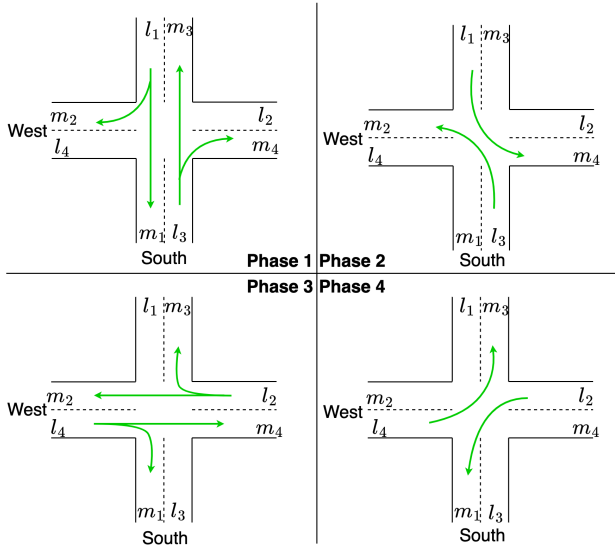 l₁ m₃
m₂ l₂
West
l₄ m₄
m₁ l₃
South
Phase 1
l₁ m₃
m₂ l₂
West
l₄ m₄
m₁ l₃
South
Phase 2
Phase 3
l₁ m₃
m₂ l₂
West
l₄ m₄
m₁ l₃
South
Phase 4
l₁ m₃
m₂ l₂
West
l₄ m₄
m₁ l₃
South